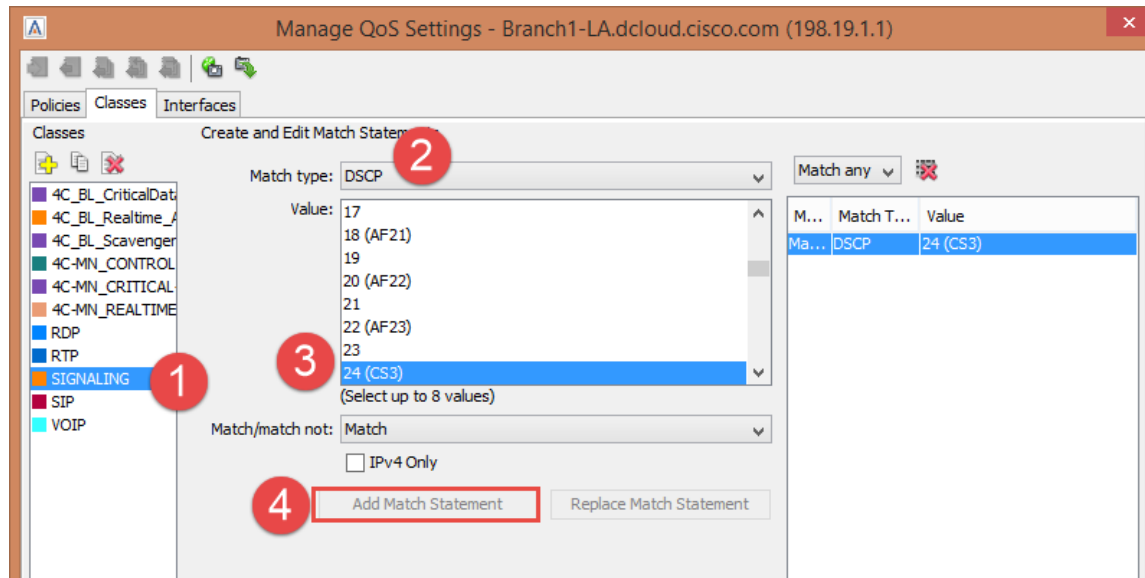 Manage QoS Settings - Branch1-LA.dcloud.cisco.com (198.19.1.1)
Policies Classes Interfaces
Classes
4C_BL_CriticalData
4C_BL_Realtime_A
4C_BL_Scavenger
4C-MN_CONTROL
4C-MN_CRITICAL-
4C-MN_REALTIME
RDP
RTP
SIGNALING
1
SIP
VOIP
Create and Edit Match Statements
2
Match type: DSCP
Value: 17
18 (AF21)
19
20 (AF22)
21
22 (AF23)
23
3
24 (CS3)
(Select up to 8 values)
Match/match not: Match
IPv4 Only
4
Add Match Statement
Replace Match Statement
Match any
M... Match T... Value
Ma... DSCP 24 (CS3)